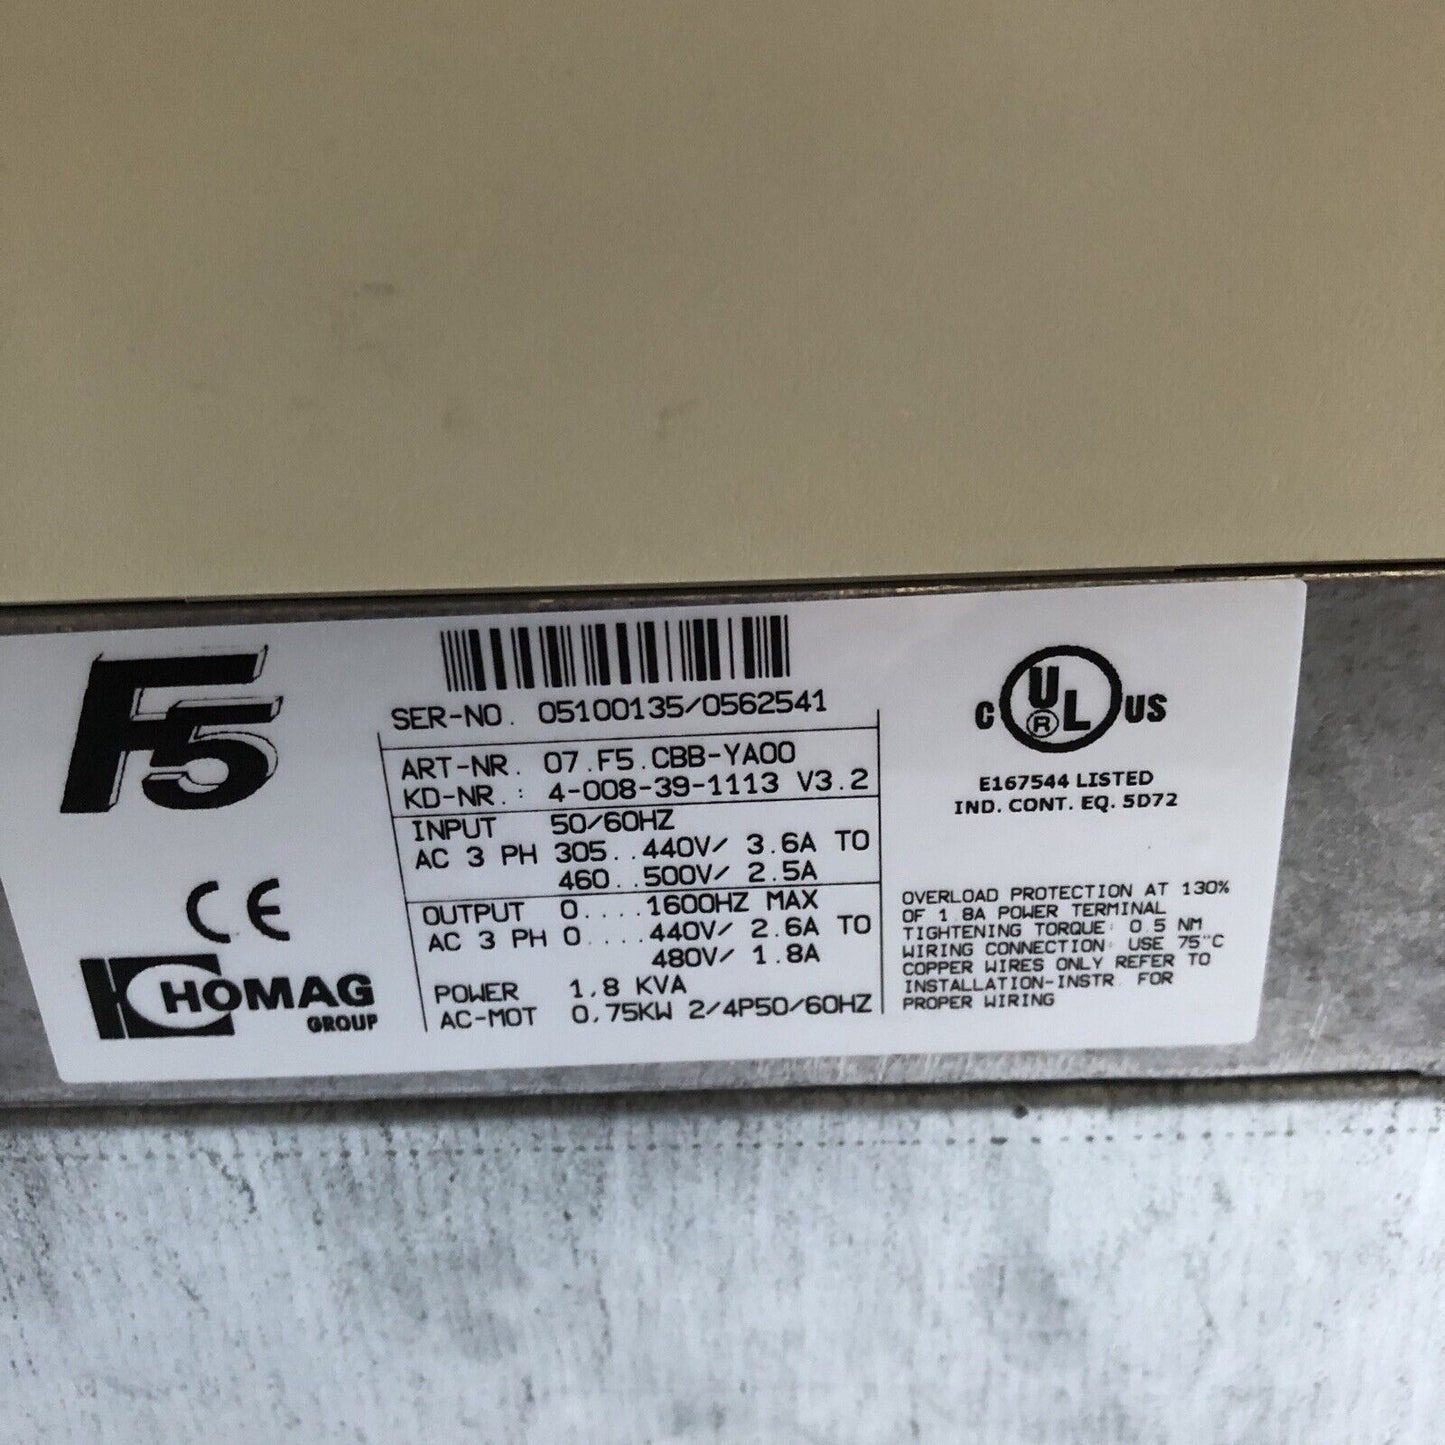 F5
SER-NO. 05100135/0562541
ART-NR. 07.F5.CBB-YA00
KD-NR.: 4-008-39-1113 V3.2
INPUT 50/60HZ
AC 3 PH 305..440V/ 3.6A TO
460..500V/ 2.5A
OUTPUT 0....1600HZ MAX
AC 3 PH 0....440V/ 2.6A TO
480V/ 1.8A
POWER 1.8 KVA
AC-MOT 0.75KW 2/4P50/60HZ
CE
HOMAG
GROUP
C UL US
®
E167544 LISTED
IND. CONT. EQ. 5D72
OVERLOAD PROTECTION AT 130%
OF 1.8A POWER TERMINAL
TIGHTENING TORQUE: 0.5 NM
WIRING CONNECTION: USE 75°C
COPPER WIRES ONLY REFER TO
INSTALLATION-INSTR. FOR
PROPER WIRING